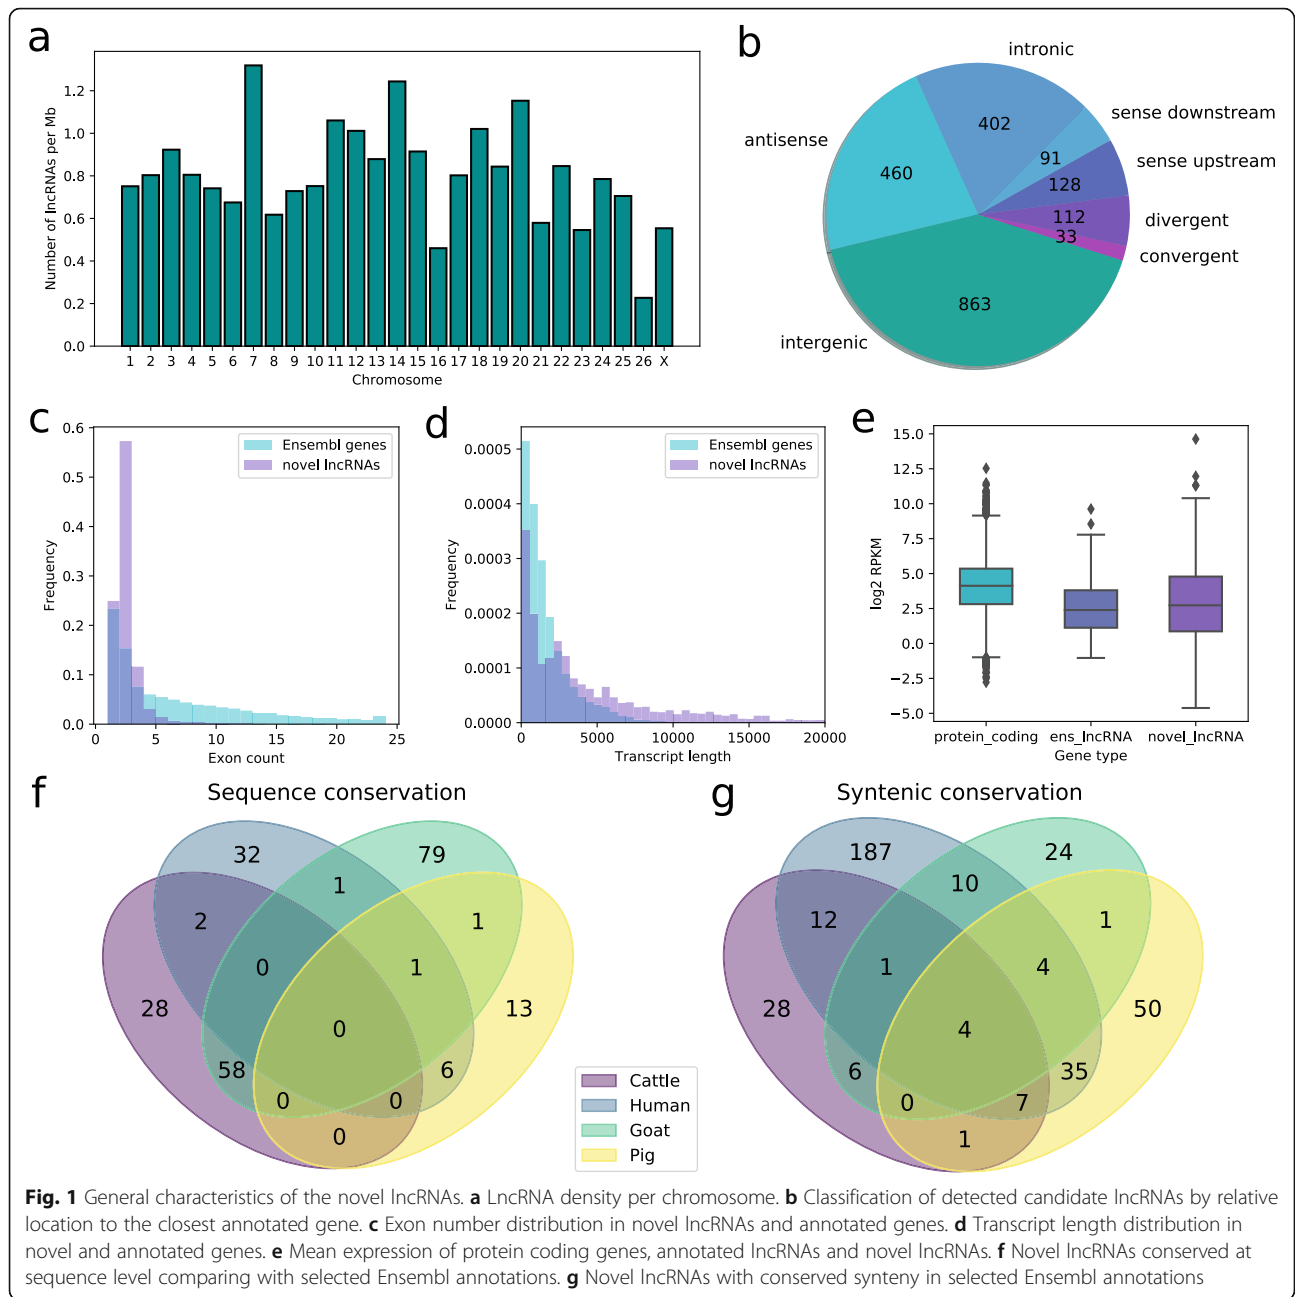 a
Number of lncRNAs per Mb
1.2
1.0
0.8
0.6
0.4
0.2
0.0
1 2 3 4 5 6 7 8 9 10 11 12 13 14 15 16 17 18 19 20 21 22 23 24 25 26 X
Chromosome
b
intronic
sense downstream
sense upstream
divergent
convergent
intergenic
antisense
402
91
128
112
33
863
460
c
Frequency
0.6
0.5
0.4
0.3
0.2
0.1
0.0
0 5 10 15 20 25
Exon count
Ensembl genes
novel lncRNAs
d
Frequency
0.0005
0.0004
0.0003
0.0002
0.0001
0.0000
0 5000 10000 15000 20000
Transcript length
Ensembl genes
novel lncRNAs
e
log2 RPKM
15.0
12.5
10.0
7.5
5.0
2.5
0.0
−2.5
−5.0
protein_coding ens_lncRNA novel_lncRNA
Gene type
f
Sequence conservation
32 79
1
2 1
0 1
28 13
0
58 6
0 0
0
Cattle
Human
Goat
Pig
g
Syntenic conservation
187 24
10
12 1
1 4
28 50
4
6 35
0 7
1
Fig. 1 General characteristics of the novel lncRNAs. a LncRNA density per chromosome. b Classification of detected candidate lncRNAs by relative
location to the closest annotated gene. c Exon number distribution in novel lncRNAs and annotated genes. d Transcript length distribution in
novel and annotated genes. e Mean expression of protein coding genes, annotated lncRNAs and novel lncRNAs. f Novel lncRNAs conserved at
sequence level comparing with selected Ensembl annotations. g Novel lncRNAs with conserved synteny in selected Ensembl annotations